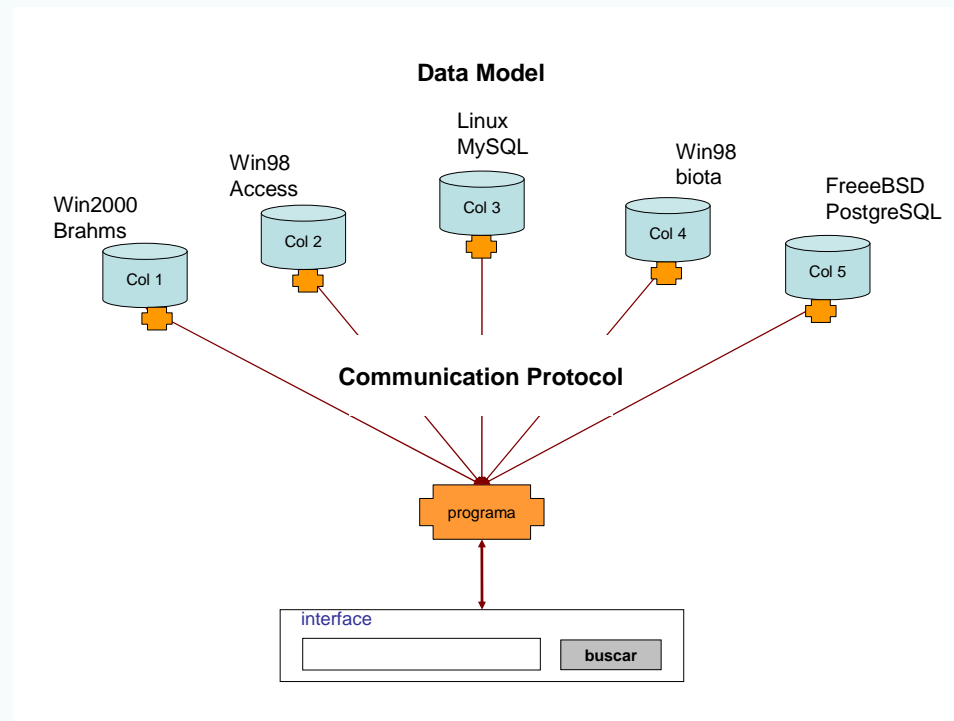 Data Model
Linux
MySQL
Win98
Access
Win98
biota
Win2000
Brahms
FreeeBSD
PostgreSQL
Col 1
Col 2
Col 3
Col 4
Col 5
Communication Protocol
programa
interface
buscar